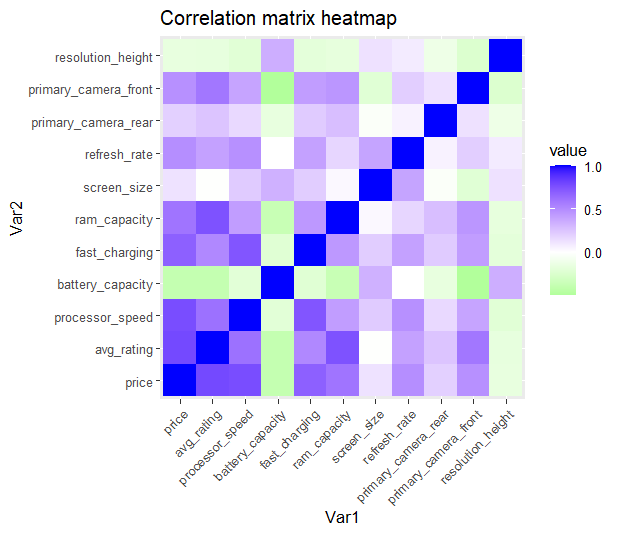 Correlation matrix heatmap
resolution_height
primary_camera_front
primary_camera_rear
refresh_rate
screen_size
ram_capacity
fast_charging
battery_capacity
processor_speed
avg_rating
price
Var2
price
avg_rating
processor_speed
battery_capacity
fast_charging
ram_capacity
screen_size
refresh_rate
primary_camera_rear
primary_camera_front
resolution_height
Var1
value
1.0
0.5
0.0